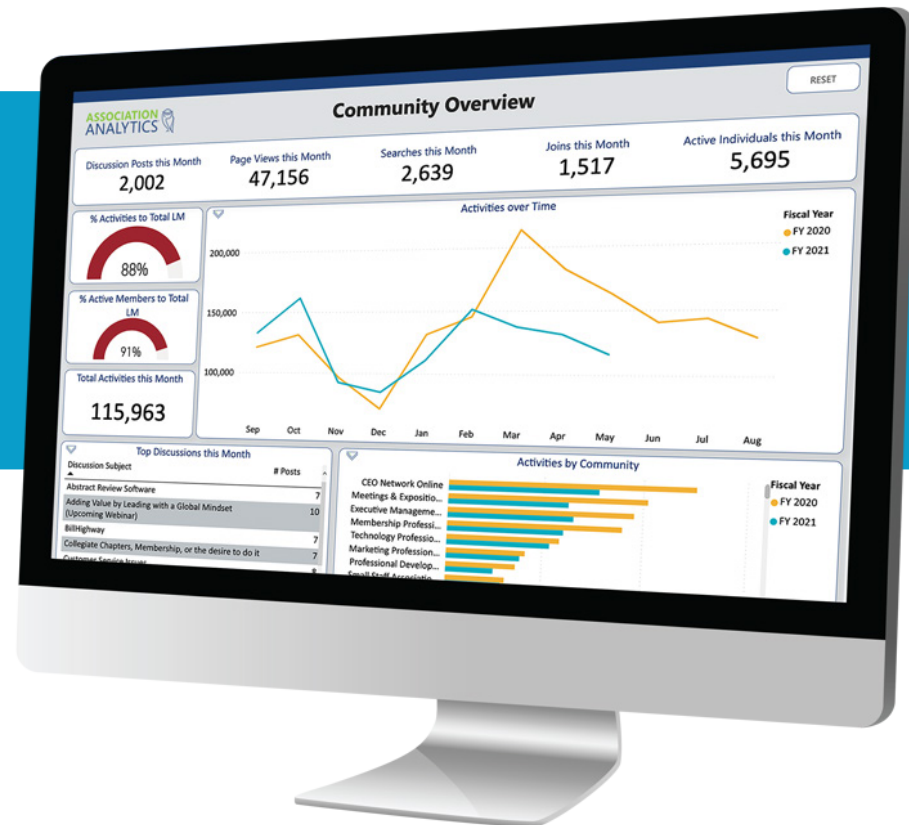 ASSOCIATION
ANALYTICS
Community Overview
RESET
Discussion Posts this Month
2,002
Page Views this Month
47,156
Searches this Month
2,639
Joins this Month
1,517
Active Individuals this Month
5,695
% Activities to Total LM
88%
% Active Members to Total
LM
91%
Total Activities this Month
115,963
Activities over Time
200,000
150,000
100,000
Sep Oct Nov Dec Jan Feb Mar Apr May Jun Jul Aug
Fiscal Year
FY 2020
FY 2021
Top Discussions this Month
Discussion Subject # Posts
Abstract Review Software 7
Adding Value by Leading with a Global Mindset 10
(Upcoming Webinar)
BillHighway 7
Collegiate Chapters, Membership, or the desire to do it 7
Customer Service Issues
Activities by Community
CEO Network Online
Meetings & Expositio...
Executive Manageme...
Membership Professi...
Technology Professio...
Marketing Profession...
Professional Develop...
Small Staff Associatio...
Fiscal Year
FY 2020
FY 2021